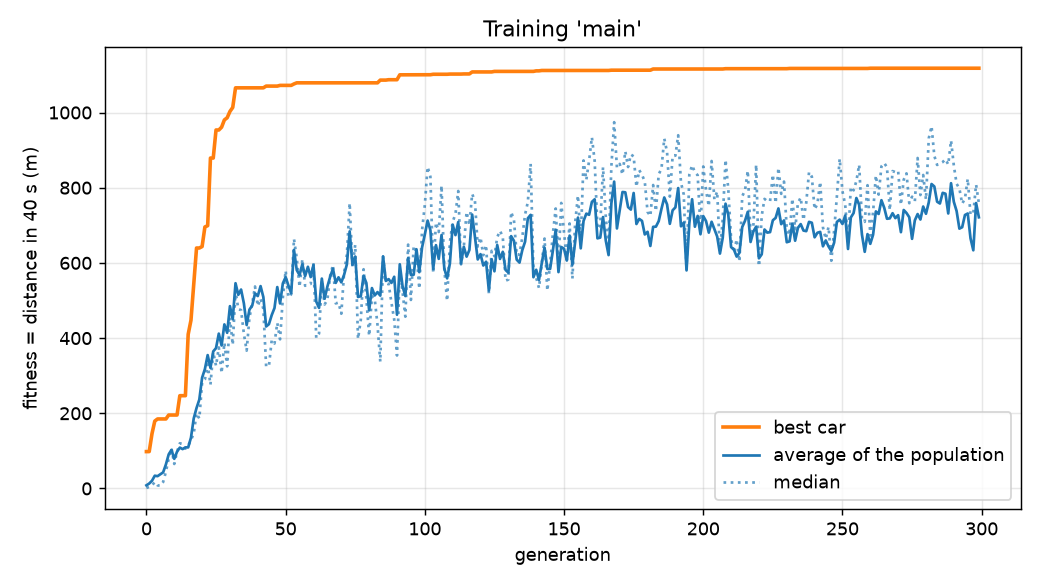 Training 'main'
fitness = distance in 40 s (m)
1000
800
600
400
200
0
0 50 100 150 200 250 300
generation
best car
average of the population
median